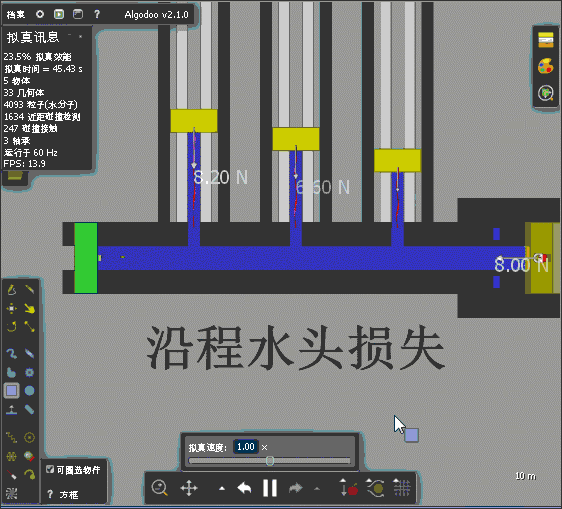 档案 ? Algodoo v2.1.0
拟真讯息
23.5% 拟真效能
拟真时间 = 45.43 s
5 物体
33 几何体
4093 粒子(水分子)
1634 近距碰撞检测
247 碰撞接触
3 轴承
运行于 60 Hz
FPS: 13.9
8.20 N
6.60 N
8.00 N
沿程水头损失
拟真速度: 1.00 ×
10 m
可圈选物件
? 方框